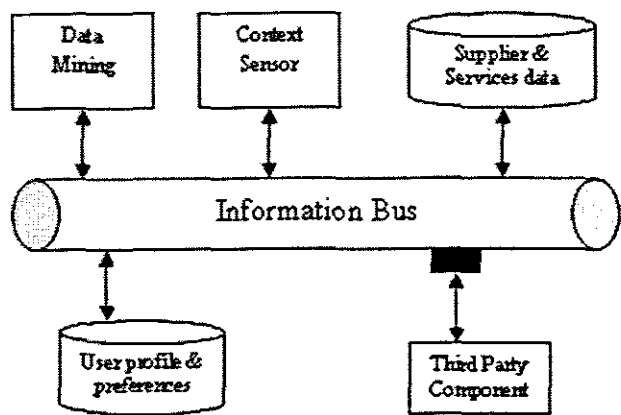 Data
Mining
Context
Sensor
Supplier &
Services data
Information Bus
User profile &
preferences
Third Party
Component